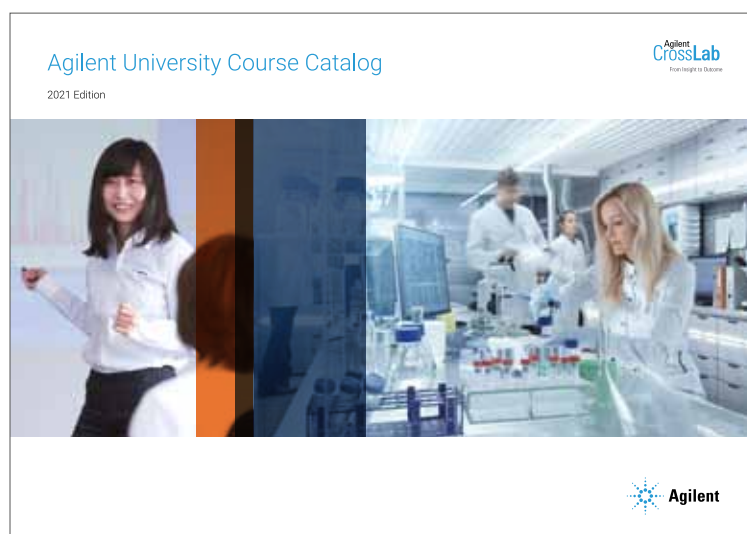 Agilent University Course Catalog
2021 Edition
Agilent
CrossLab
From Insight to Outcome
Agilent